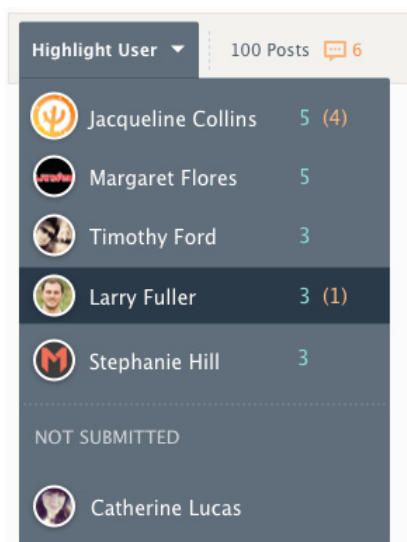 Highlight User 100 Posts 6
Jacqueline Collins 5 (4)
Margaret Flores 5
Timothy Ford 3
Larry Fuller 3 (1)
Stephanie Hill 3
NOT SUBMITTED
Catherine Lucas